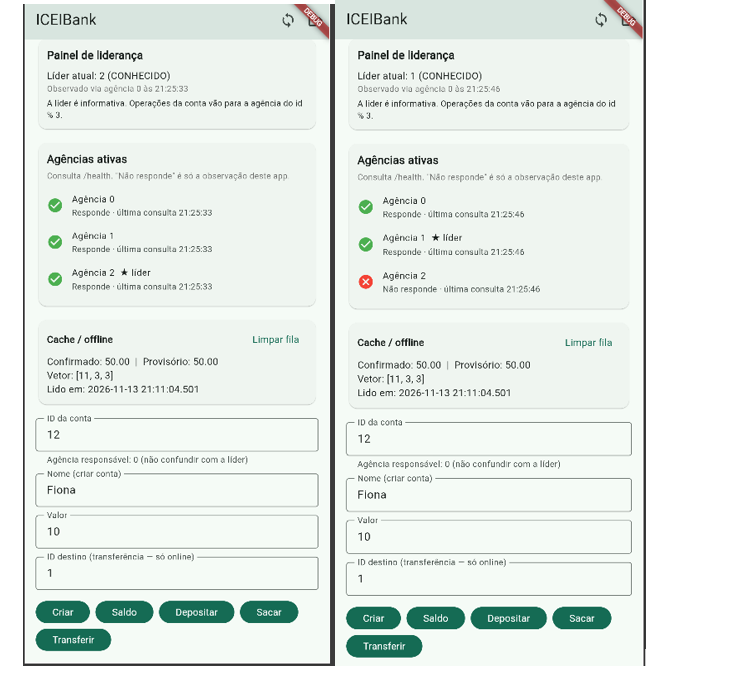 ICEIBank
DEBUG
Painel de liderança
Líder atual: 2 (CONHECIDO)
Observado via agência 0 às 21:25:33
A líder é informativa. Operações da conta vão para a agência do id
% 3.
Agências ativas
Consulta /health. "Não responde" é só a observação deste app.
Agência 0
Responde · última consulta 21:25:33
Agência 1
Responde · última consulta 21:25:33
Agência 2 ★ líder
Responde · última consulta 21:25:33
Cache / offline
Limpar fila
Confirmado: 50.00 | Provisório: 50.00
Vetor: [11, 3, 3]
Lido em: 2026-11-13 21:11:04.501
ID da conta
12
Agência responsável: 0 (não confundir com a líder)
Nome (criar conta)
Fiona
Valor
10
ID destino (transferência — só online)
1
Criar
Saldo
Depositar
Sacar
Transferir
ICEIBank
DEBUG
Painel de liderança
Líder atual: 1 (CONHECIDO)
Observado via agência 0 às 21:25:46
A líder é informativa. Operações da conta vão para a agência do id
% 3.
Agências ativas
Consulta /health. "Não responde" é só a observação deste app.
Agência 0
Responde · última consulta 21:25:46
Agência 1 ★ líder
Responde · última consulta 21:25:46
Agência 2
Não responde · última consulta 21:25:46
Cache / offline
Limpar fila
Confirmado: 50.00 | Provisório: 50.00
Vetor: [11, 3, 3]
Lido em: 2026-11-13 21:11:04.501
ID da conta
12
Agência responsável: 0 (não confundir com a líder)
Nome (criar conta)
Fiona
Valor
10
ID destino (transferência — só online)
1
Criar
Saldo
Depositar
Sacar
Transferir